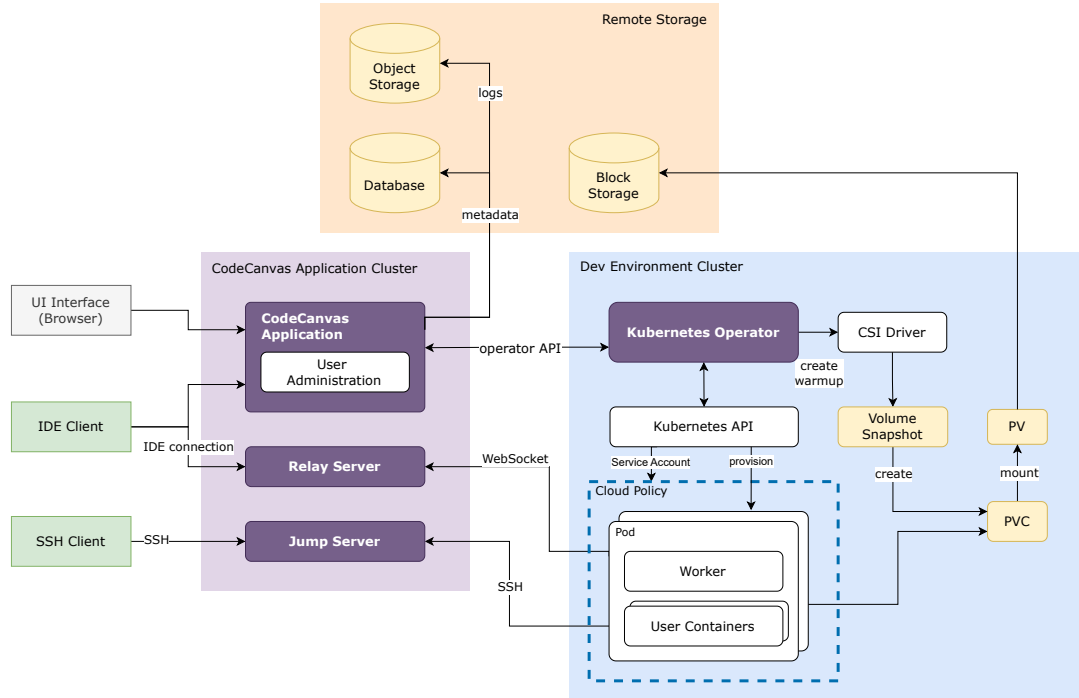 Remote Storage
Object
Storage
logs
Database
Block
Storage
metadata
CodeCanvas Application Cluster
Dev Environment Cluster
UI Interface
(Browser)
CodeCanvas
Application
User
Administration
operator API
Kubernetes Operator
CSI Driver
create
warmup
IDE Client
IDE connection
Kubernetes API
Volume
Snapshot
PV
Relay Server
WebSocket
Service Account
provision
create
mount
Cloud Policy
SSH Client
SSH
Jump Server
PVC
Pod
Worker
SSH
User Containers